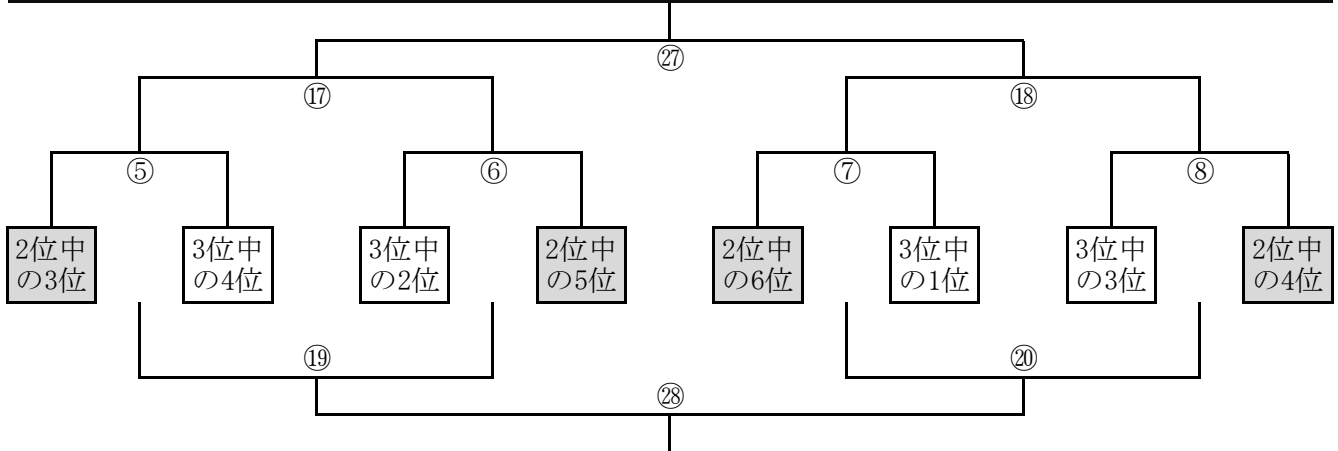 ㉗
⑰
⑱
⑤
⑥
⑦
⑧
2位中
の3位
3位中
の4位
3位中
の2位
2位中
の5位
2位中
の6位
3位中
の1位
3位中
の3位
2位中
の4位
⑲
⑳
㉘